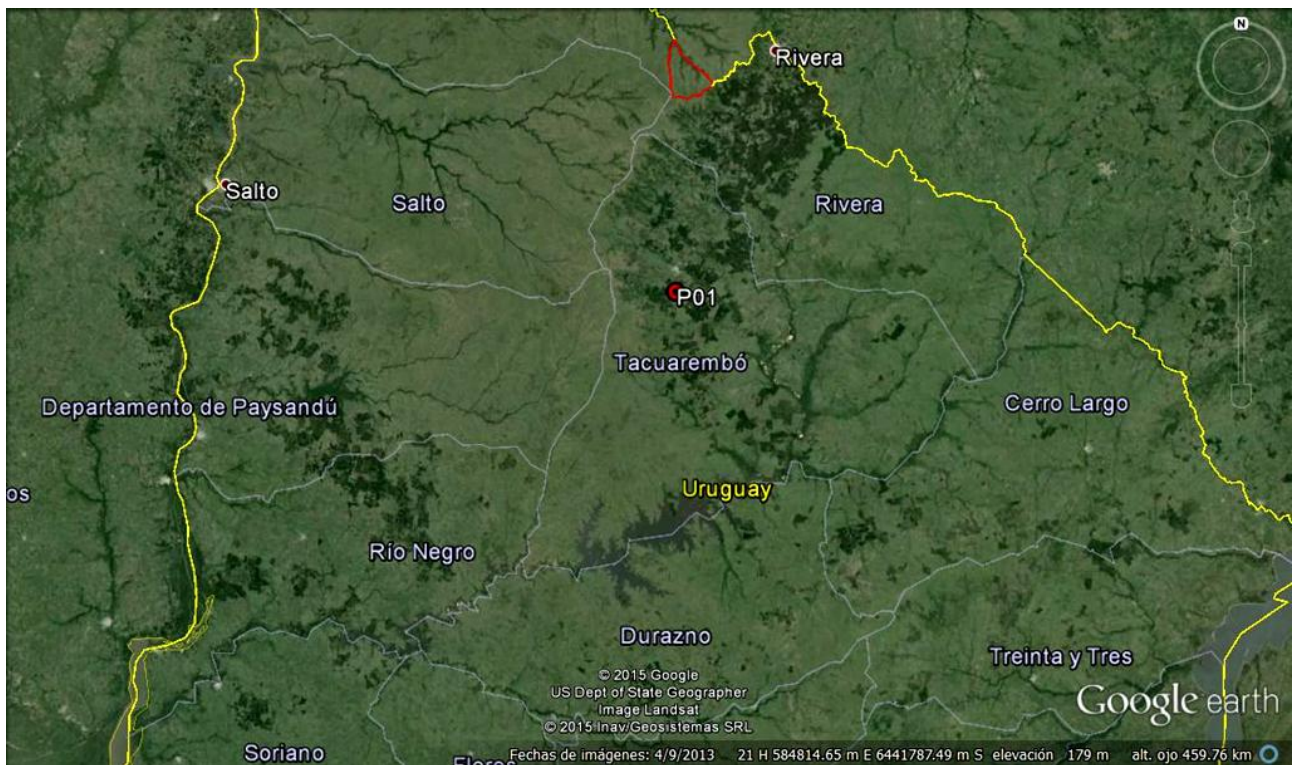 N
Rivera
Salto
Salto
Rivera
P01
Tacuarembó
Departamento de Paysandú
Cerro Largo
Uruguay
os
Río Negro
Durazno
Treinta y Tres
© 2015 Google
US Dept of State Geographer
Image Landsat
© 2015 Inav/Geosistemas SRL
Google earth
Soriano
Flores
Fechas de imágenes: 4/9/2013 21 H 584814.65 m E 6441787.49 m S elevación 179 m alt. ojo 459.76 km